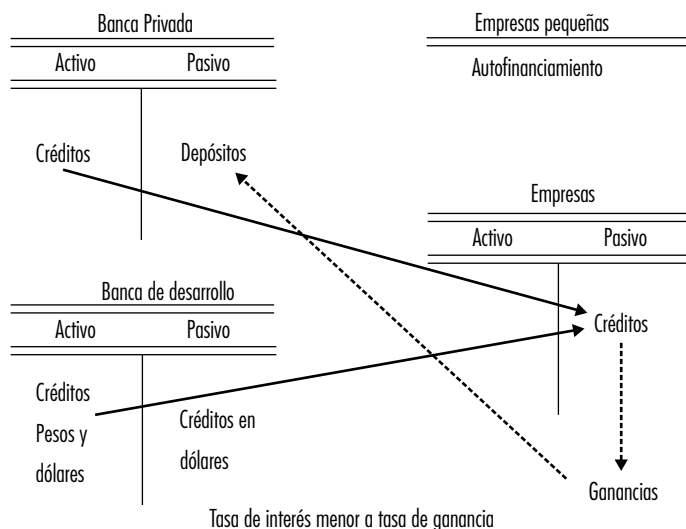 Banca Privada
Activo Pasivo
Créditos Depósitos
Empresas pequeñas
Autofinanciamiento
Empresas
Activo Pasivo
Créditos
Ganancias
Banca de desarrollo
Activo Pasivo
Créditos
Pesos y
dólares
Créditos en
dólares
Tasa de interés menor a tasa de ganancia